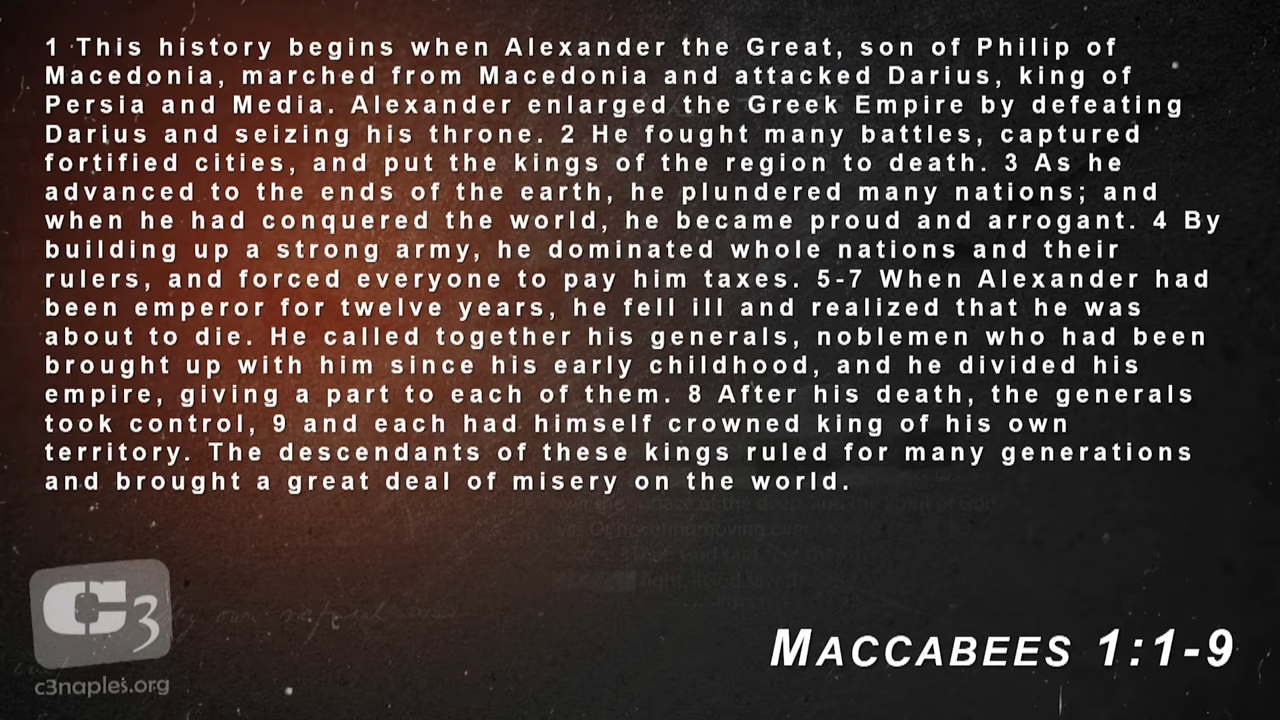 1 This history begins when Alexander the Great, son of Philip of
Macedonia, marched from Macedonia and attacked Darius, king of
Persia and Media. Alexander enlarged the Greek Empire by defeating
Darius and seizing his throne. 2 He fought many battles, captured
fortified cities, and put the kings of the region to death. 3 As he
advanced to the ends of the earth, he plundered many nations; and
when he had conquered the world, he became proud and arrogant. 4 By
building up a strong army, he dominated whole nations and their
rulers, and forced everyone to pay him taxes. 5-7 When Alexander had
been emperor for twelve years, he fell ill and realized that he was
about to die. He called together his generals, noblemen who had been
brought up with him since his early childhood, and he divided his
empire, giving a part to each of them. 8 After his death, the generals
took control, 9 and each had himself crowned king of his own
territory. The descendants of these kings ruled for many generations
and brought a great deal of misery on the world.
C3
c3naples.org
MACCABEES 1:1-9